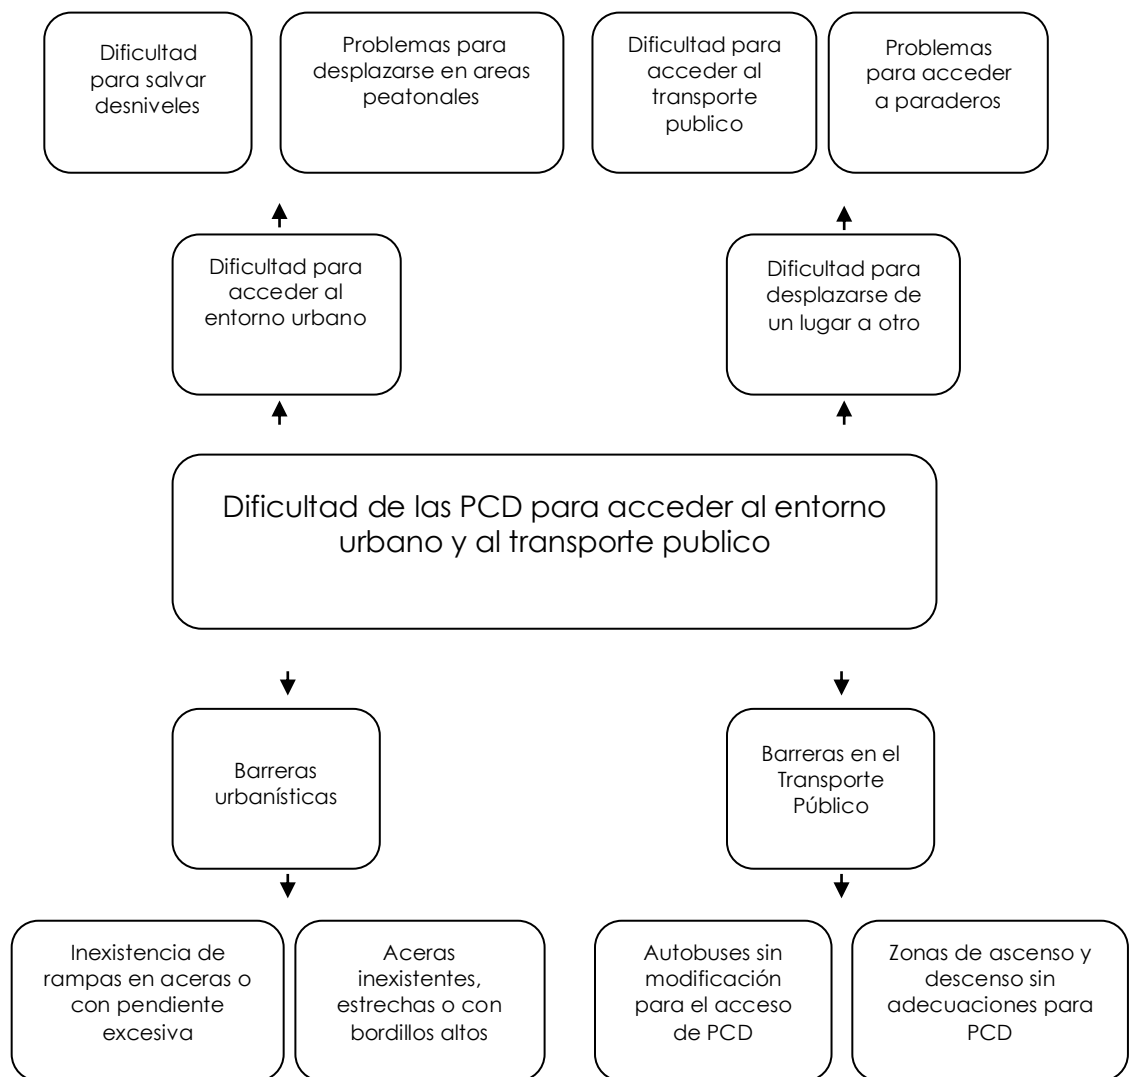 Dificultad
para salvar
desniveles
Problemas para
desplazarse en areas
peatonales
Dificultad para
acceder al
transporte
publico
Problemas
para acceder
a paraderos
Dificultad para
acceder al
entorno urbano
Dificultad para
desplazarse de
un lugar a otro
Dificultad de las PCD para acceder al entorno
urbano y al transporte publico
Barreras
urbanísticas
Barreras en el
Transporte
Público
Inexistencia de
rampas en aceras o
con pendiente
excesiva
Aceras
inexistentes,
estrechas o con
bordillos altos
Autobuses sin
modificación
para el acceso
de PCD
Zonas de ascenso y
descenso sin
adecuaciones para
PCD